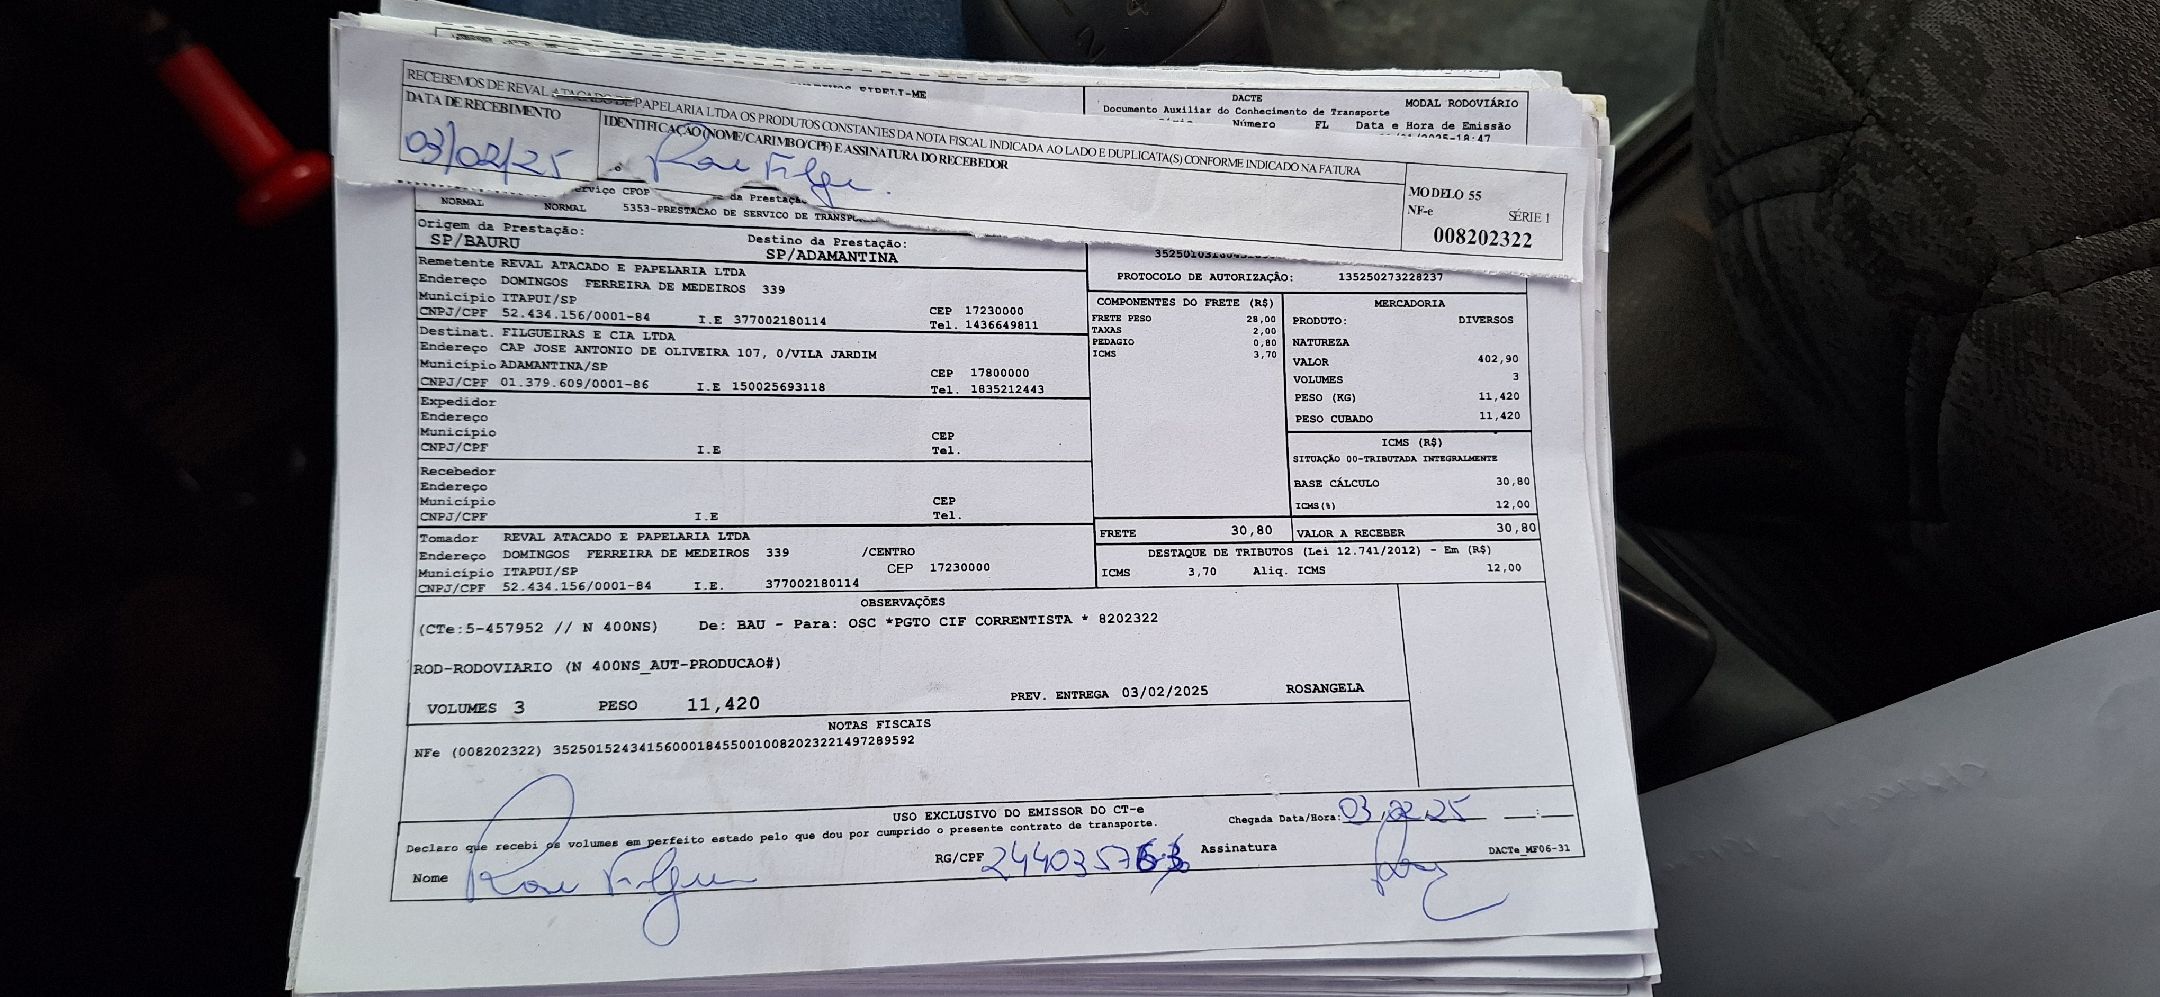 RECEBEMOS DE REVAL ATACADO DE PAPELARIA LTDA OS PRODUTOS CONSTANTES DA NOTA FISCAL INDICADA AO LADO E DUPLICATA(S) CONFORME INDICADO NA FATURA
DATA DE RECEBIMENTO
IDENTIFICAÇÃO (NOME/CARIMBO/CPF) E ASSINATURA DO RECEBEDOR
03/02/25
MODELO 55
NF-e SÉRIE 1
008202322
DACTE MODAL RODOVIÁRIO
Documento Auxiliar do Conhecimento de Transporte
Número FL Data e Hora de Emissão
CFOP
NORMAL NORMAL 5353-PRESTACAO DE SERVICO DE
Origem da Prestação: Destino da Prestação:
SP/BAURU SP/ADAMANTINA
PROTOCOLO DE AUTORIZAÇÃO: 135250273228237
Remetente REVAL ATACADO E PAPELARIA LTDA
Endereço DOMINGOS FERREIRA DE MEDEIROS 339
Município ITAPUI/SP CEP 17230000
CNPJ/CPF 52.434.156/0001-84 I.E 377002180114 Tel. 1436649811
Destinat. FILGUEIRAS E CIA LTDA
Endereço CAP JOSE ANTONIO DE OLIVEIRA 107, 0/VILA JARDIM
Município ADAMANTINA/SP CEP 17800000
CNPJ/CPF 01.379.609/0001-86 I.E 150025693118 Tel. 1835212443
Expedidor
Endereço
Município CEP
CNPJ/CPF I.E Tel.
Recebedor
Endereço
Município CEP
CNPJ/CPF I.E Tel.
Tomador REVAL ATACADO E PAPELARIA LTDA
Endereço DOMINGOS FERREIRA DE MEDEIROS 339 /CENTRO
Município ITAPUI/SP CEP 17230000
CNPJ/CPF 52.434.156/0001-84 I.E. 377002180114
COMPONENTES DO FRETE (R$)
FRETE PESO 28,00
TAXAS 2,00
PEDAGIO 0,80
ICMS 3,70
MERCADORIA
PRODUTO: DIVERSOS
NATUREZA
VALOR 402,90
VOLUMES 3
PESO (KG) 11,420
PESO CUBADO 11,420
ICMS (R$)
SITUAÇÃO 00-TRIBUTADA INTEGRALMENTE
BASE CÁLCULO 30,80
ICMS(%) 12,00
FRETE 30,80 VALOR A RECEBER 30,80
DESTAQUE DE TRIBUTOS (Lei 12.741/2012) - Em (R$)
ICMS 3,70 Aliq. ICMS 12,00
OBSERVAÇÕES
(CTe:5-457952 // N 400NS) De: BAU - Para: OSC *PGTO CIF CORRENTISTA * 8202322
ROD-RODOVIARIO (N 400NS_AUT-PRODUCAO#)
VOLUMES 3 PESO 11,420 PREV. ENTREGA 03/02/2025 ROSANGELA
NOTAS FISCAIS
NFe (008202322) 35250152434156000184550010082023221497289592
USO EXCLUSIVO DO EMISSOR DO CT-e
Declaro que recebi os volumes em perfeito estado pelo que dou por cumprido o presente contrato de transporte.
Chegada Data/Hora: 03,02,25 __:__
Nome RG/CPF Assinatura
DACTe_MF06-31